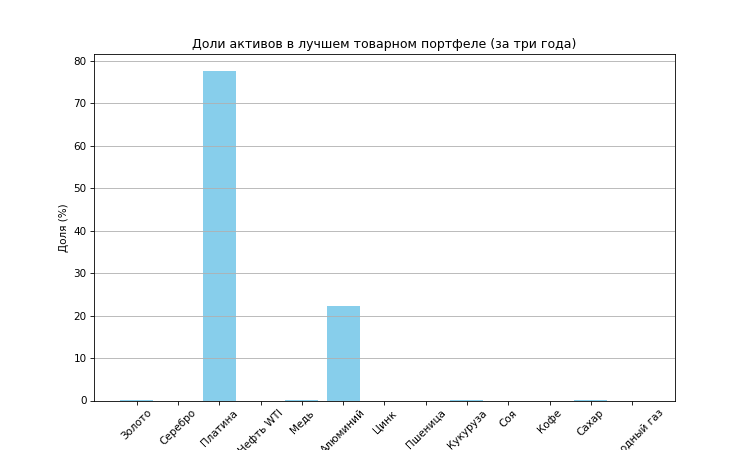 Доли активов в лучшем товарном портфеле (за три года)
Доля (%)
80
70
60
50
40
30
20
10
0
Золото
Серебро
Платина
Нефть WTI
Медь
Алюминий
Цинк
Пшеница
Кукуруза
Соя
Кофе
Сахар
одный газ